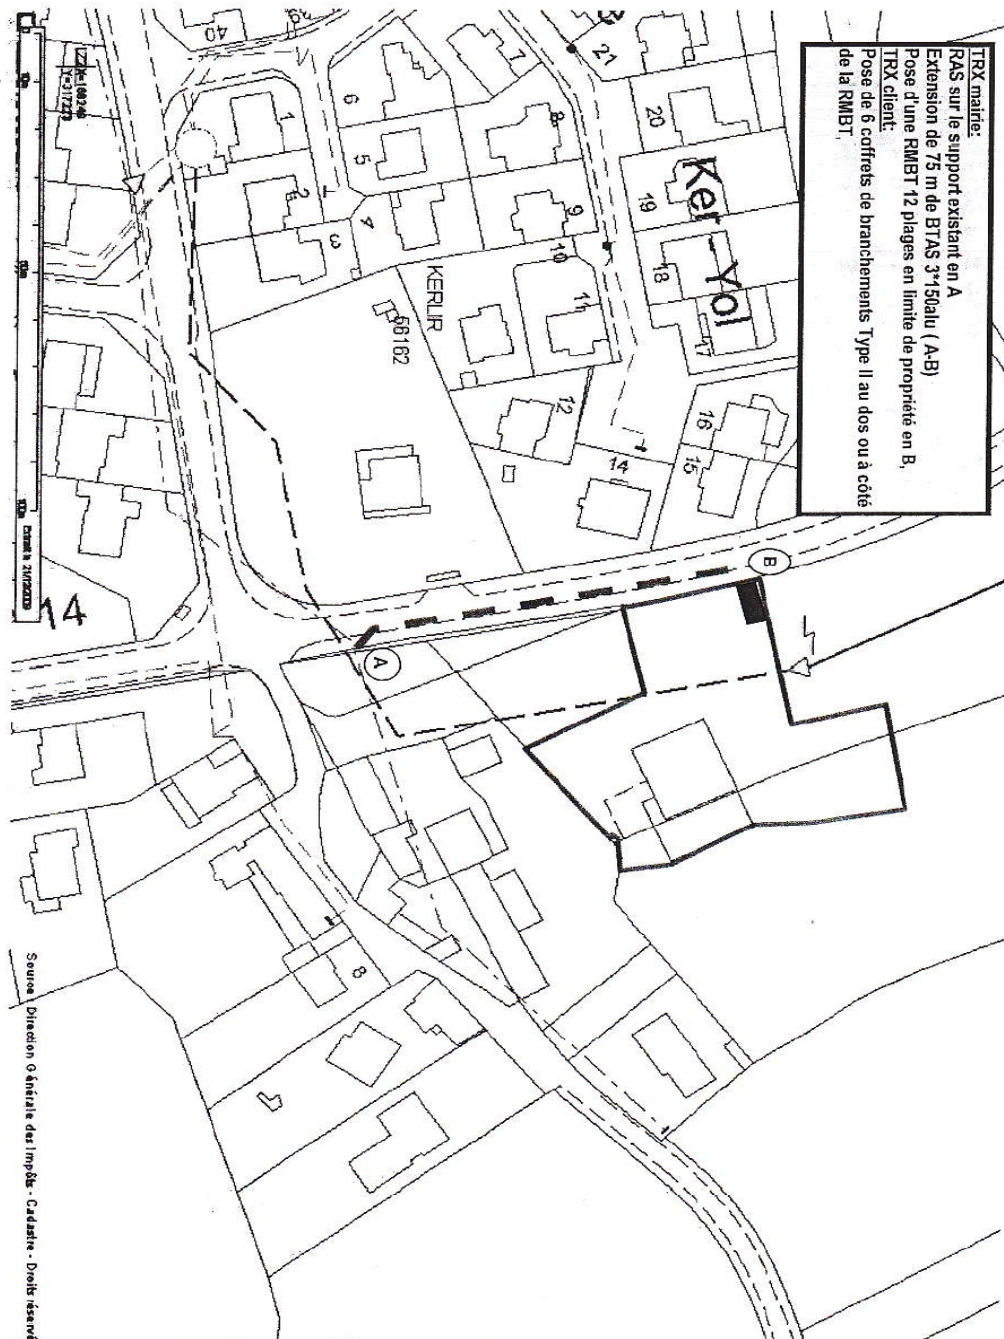 TRX mairie:
RAS sur le support existant en A
Extension de 75 m de BTAS 3*150alu ( A-B)
Pose d'une RMBT 12 plages en limite de propriété en B,
TRX client:
Pose de 6 coffrets de branchements Type II au dos ou à côté
de la RMBT,
Ker Yol
21
20
19
18
17
16
15
14
12
11
10
9
8
7
6
5
4
3
2
1
40
KERLIR
56162
B
A
14
8
Source : Direction Générale des Impôts - Cadastre - Droits réservé